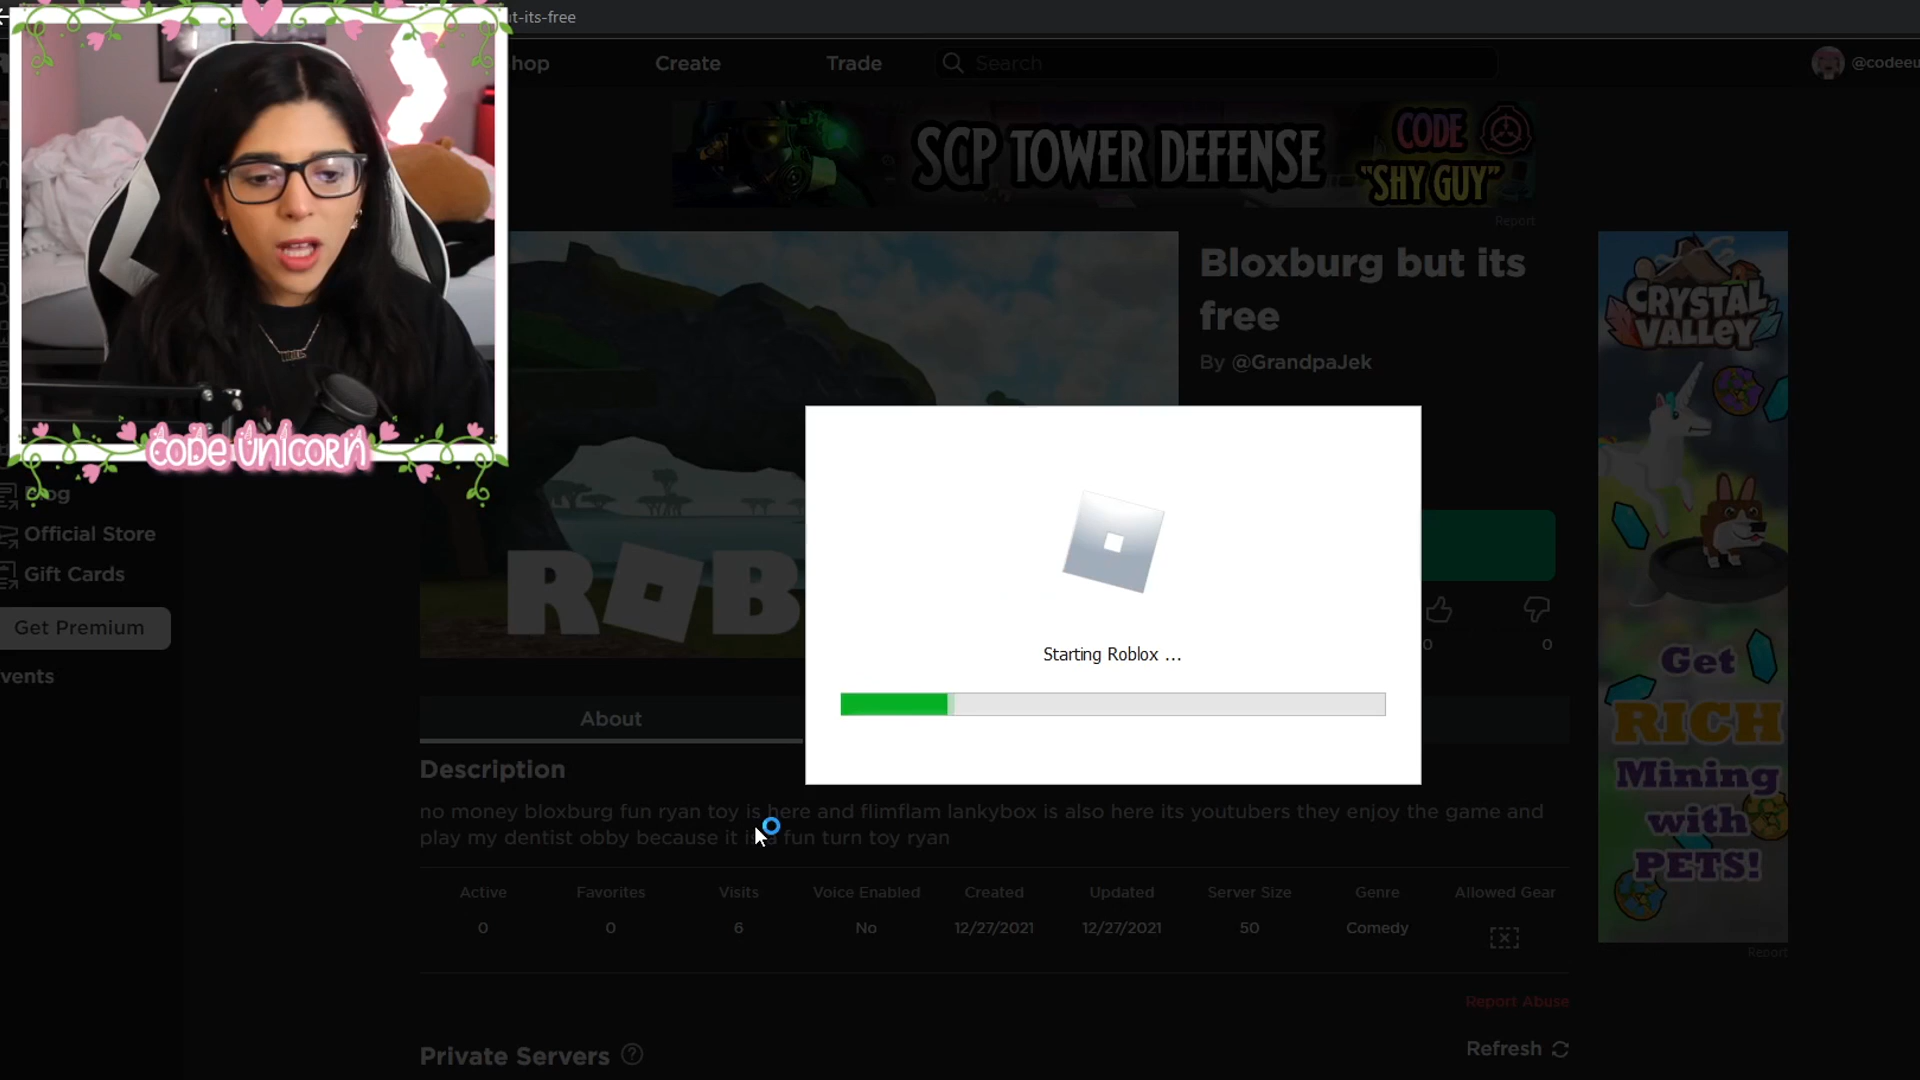 ut-its-free
hop
Create
Trade
Search
@codeeu
SCP TOWER DEFENSE
CODE
"SHY GUY"
Report
CODE UNICORN
Bloxburg but its
free
By @GrandpaJek
CRYSTAL
VALLEY
Blog
Official Store
Gift Cards
Get Premium
vents
ROB
Starting Roblox ...
0
0
Get
RICH
Mining
with
PETS!
Report
About
Description
no money bloxburg fun ryan toy is here and flimflam lankybox is also here its youtubers they enjoy the game and
play my dentist obby because it is a fun turn toy ryan
Active
Favorites
Visits
Voice Enabled
Created
Updated
Server Size
Genre
Allowed Gear
0
0
6
No
12/27/2021
12/27/2021
50
Comedy
Report Abuse
Private Servers
Refresh